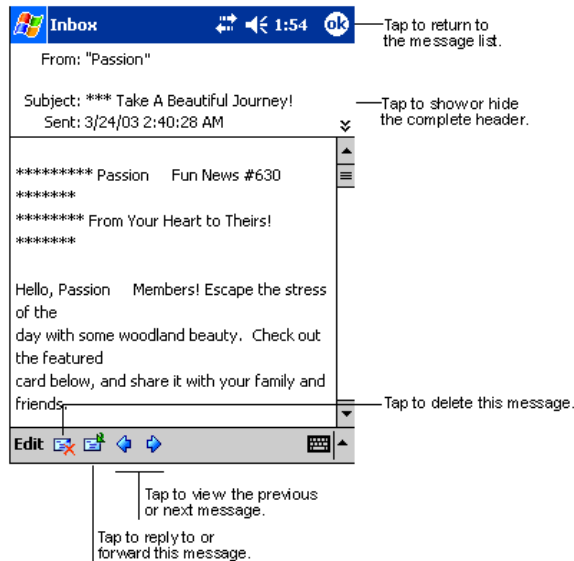 Inbox 1:54 ok
Tap to return to
the message list.
From: "Passion"
Subject: *** Take A Beautiful Journey!
Sent: 3/24/03 2:40:28 AM
Tap to show or hide
the complete header.
********* Passion Fun News #630
*******
******** From Your Heart to Theirs!
*******
Hello, Passion Members! Escape the stress
of the
day with some woodland beauty. Check out
the featured
card below, and share it with your family and
friends.
Tap to delete this message.
Edit
Tap to view the previous
or next message.
Tap to reply to or
forward this message.